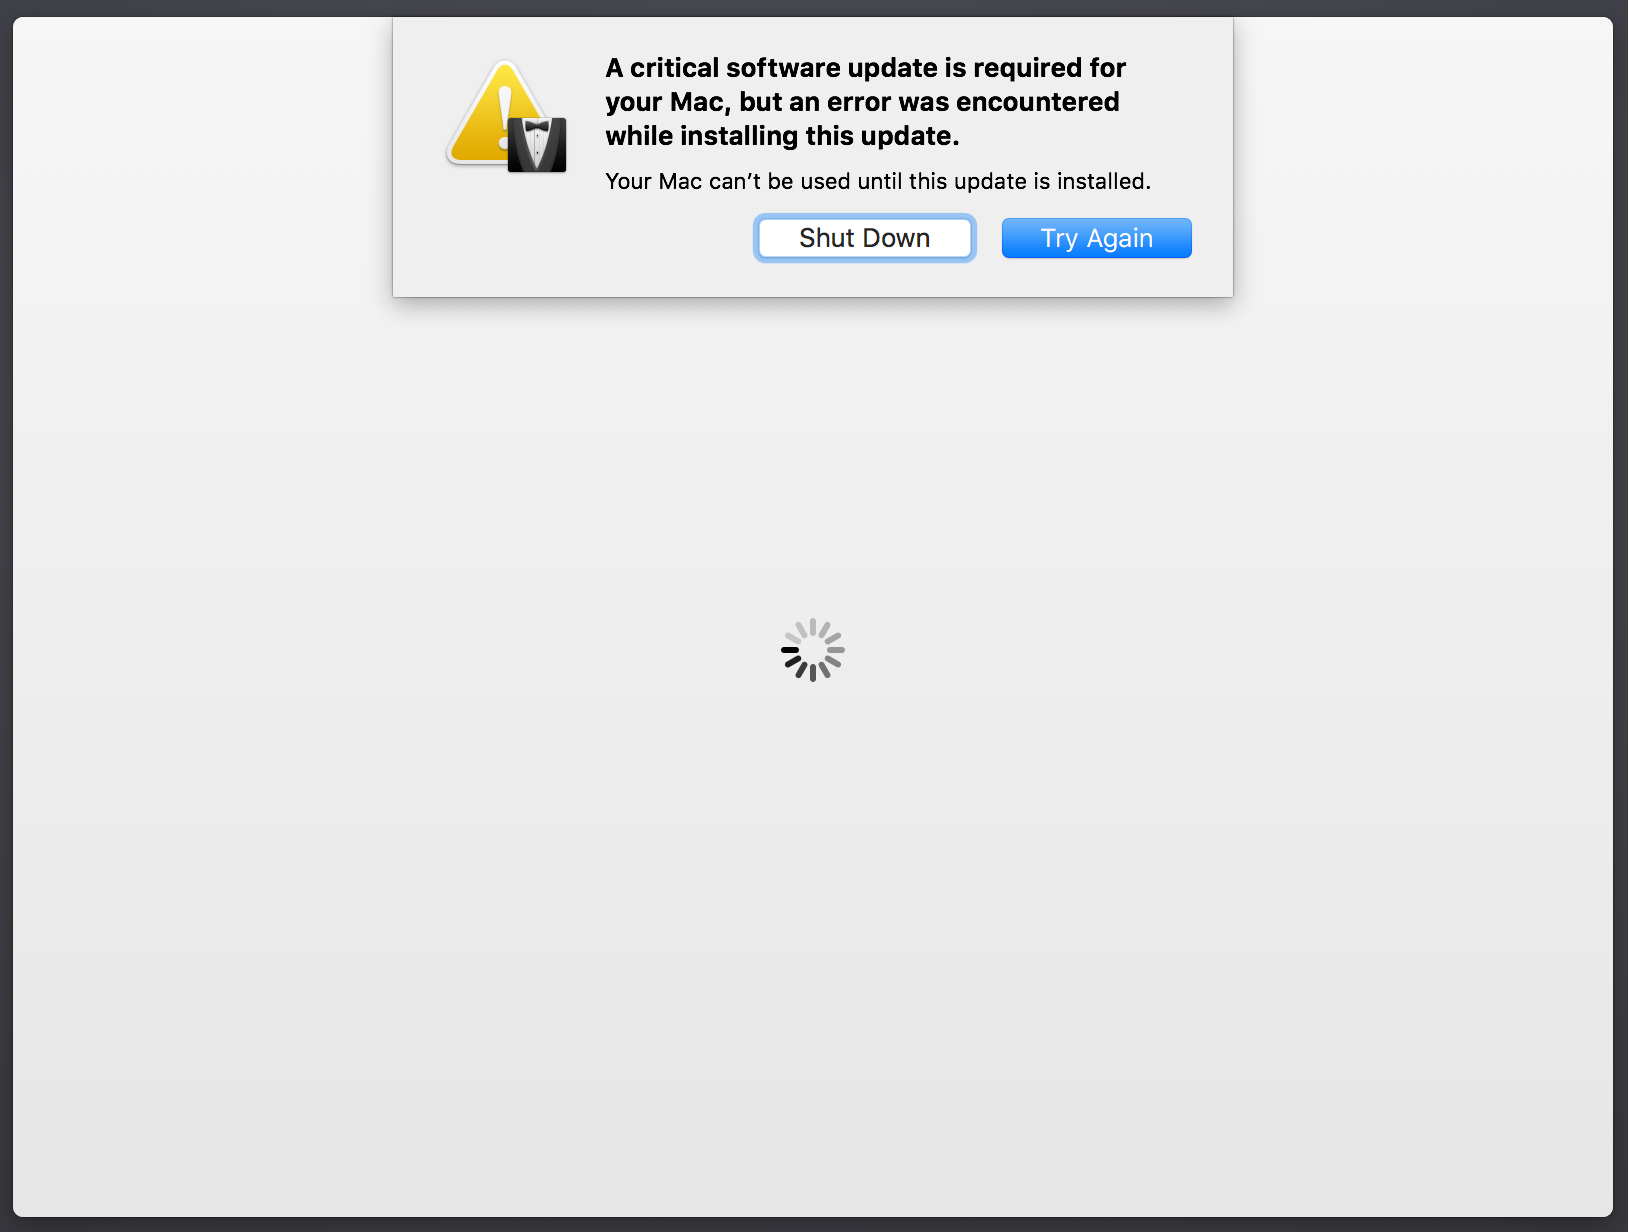 A critical software update is required for
your Mac, but an error was encountered
while installing this update.
Your Mac can’t be used until this update is installed.
Shut Down
Try Again